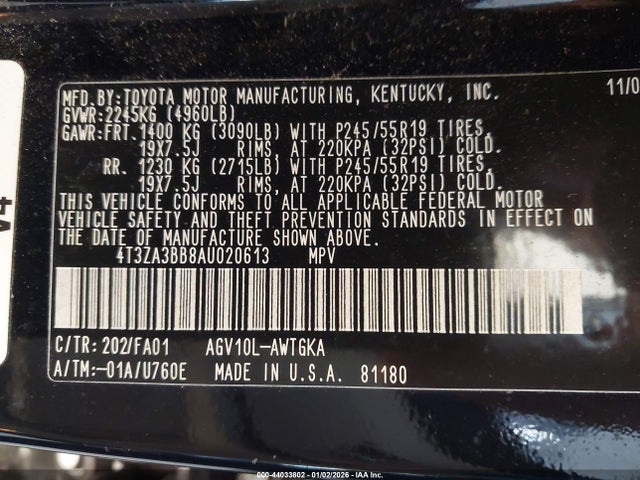 MFD.BY:TOYOTA MOTOR MANUFACTURING, KENTUCKY, INC. 11/0
GVWR:2245KG (4960LB)
GAWR:FRT.1400 KG (3090LB) WITH P245/55R19 TIRES,
19X7.5J RIMS, AT 220KPA (32PSI) COLD.
RR. 1230 KG (2715LB) WITH P245/55R19 TIRES,
19X7.5J RIMS, AT 220KPA (32PSI) COLD.
THIS VEHICLE CONFORMS TO ALL APPLICABLE FEDERAL MOTOR
VEHICLE SAFETY AND THEFT PREVENTION STANDARDS IN EFFECT ON
THE DATE OF MANUFACTURE SHOWN ABOVE.
4T3ZA3BB8AU020613 MPV
C/TR:202/FA01 AGV10L-AWTGKA
A/TM:-01A/U760E MADE IN U.S.A. 81180
000-44033802 - 01/02/2026 - IAA Inc.